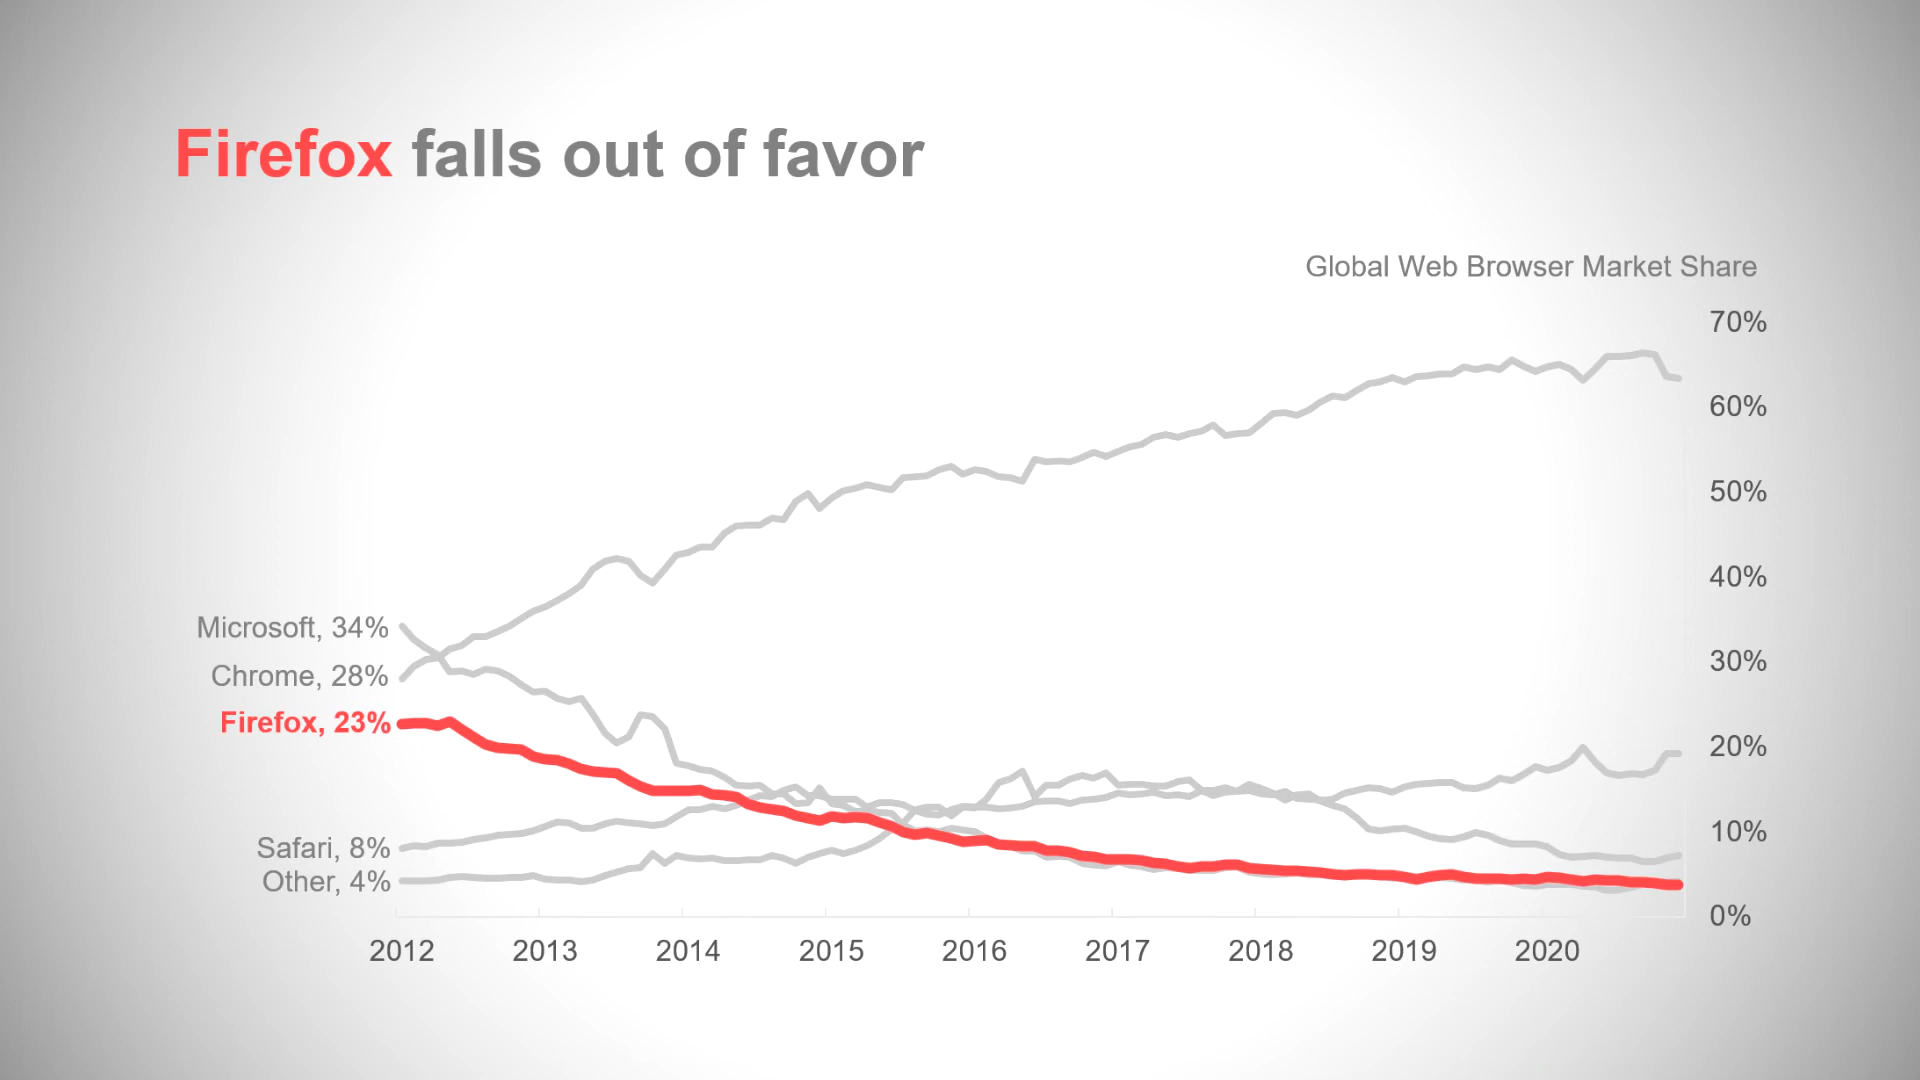 Firefox falls out of favor
Global Web Browser Market Share
70%
60%
50%
40%
Microsoft, 34%
30%
Chrome, 28%
Firefox, 23%
20%
10%
Safari, 8%
Other, 4%
0%
2012 2013 2014 2015 2016 2017 2018 2019 2020